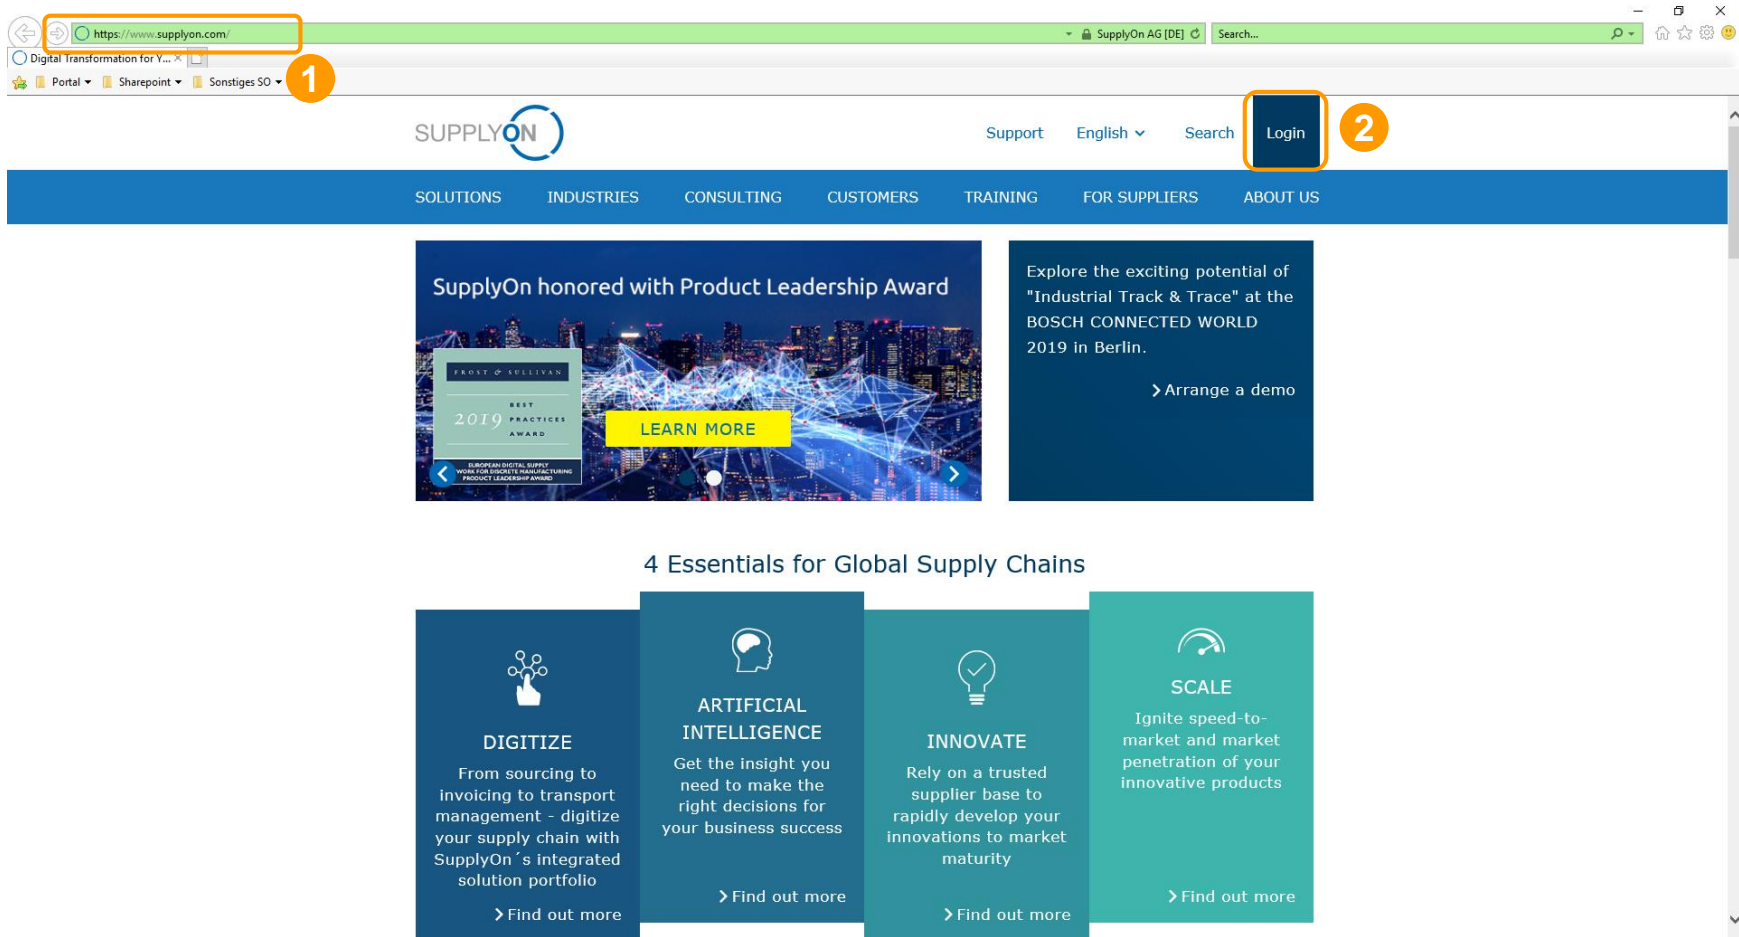 https://www.supplyon.com/
SupplyOn AG [DE]
Search...
Digital Transformation for Y...
1
Portal
Sharepoint
Sonstiges SO
SUPPLYON
Support
English
Search
Login
2
SOLUTIONS
INDUSTRIES
CONSULTING
CUSTOMERS
TRAINING
FOR SUPPLIERS
ABOUT US
SupplyOn honored with Product Leadership Award
FROST & SULLIVAN
2019
BEST
PRACTICES
AWARD
EUROPEAN DIGITAL SUPPLY
WORK FOR DISCRETE MANUFACTURING
PRODUCT LEADERSHIP AWARD
LEARN MORE
Explore the exciting potential of
"Industrial Track & Trace" at the
BOSCH CONNECTED WORLD
2019 in Berlin.
Arrange a demo
4 Essentials for Global Supply Chains
DIGITIZE
From sourcing to
invoicing to transport
management - digitize
your supply chain with
SupplyOn´s integrated
solution portfolio
Find out more
ARTIFICIAL
INTELLIGENCE
Get the insight you
need to make the
right decisions for
your business success
Find out more
INNOVATE
Rely on a trusted
supplier base to
rapidly develop your
innovations to market
maturity
Find out more
SCALE
Ignite speed-to-
market and market
penetration of your
innovative products
Find out more